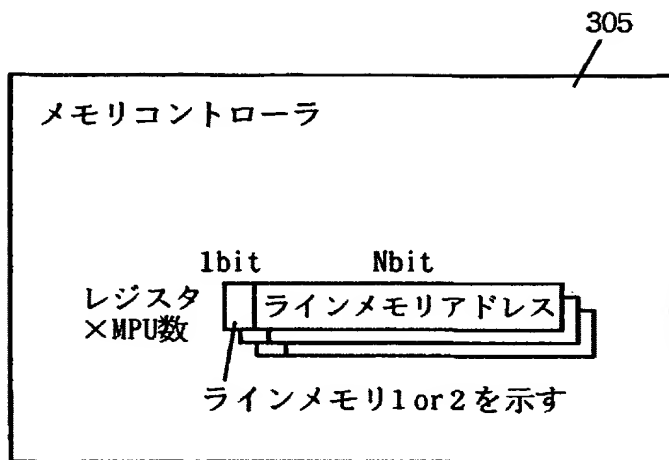 305
メモリコントローラ
1bit Nbit
レジスタ ラインメモリアドレス
×MPU数
ラインメモリ1or2を示す